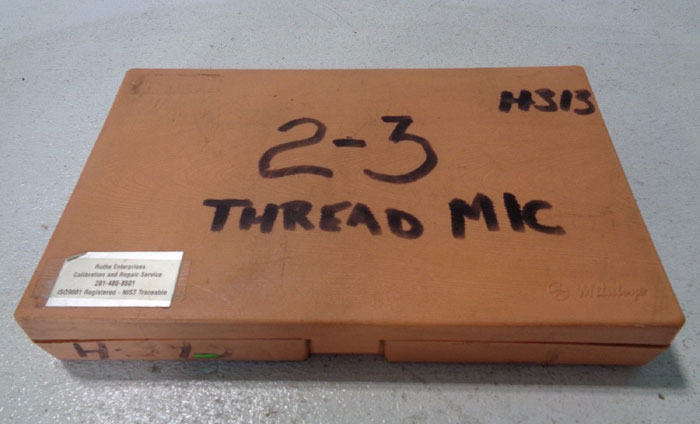 H313
2-3
THREAD MIC
Ruthe Enterprises
Calibration and Repair Service
281-480-8501
ISO9001 Registered - NIST Traceable
Mitutoyo